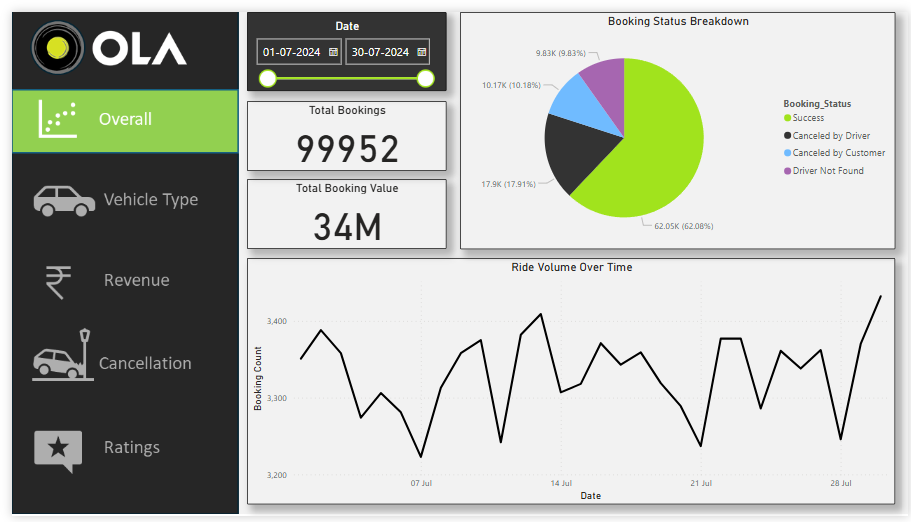 OLA
Overall
Vehicle Type
Revenue
Cancellation
Ratings
Date
01-07-2024 30-07-2024
Total Bookings
99952
Total Booking Value
34M
Booking Status Breakdown
9.83K (9.83%)
10.17K (10.18%)
17.9K (17.91%)
62.05K (62.08%)
Booking_Status
Success
Canceled by Driver
Canceled by Customer
Driver Not Found
Ride Volume Over Time
Booking Count
3,400
3,300
3,200
07 Jul 14 Jul 21 Jul 28 Jul
Date